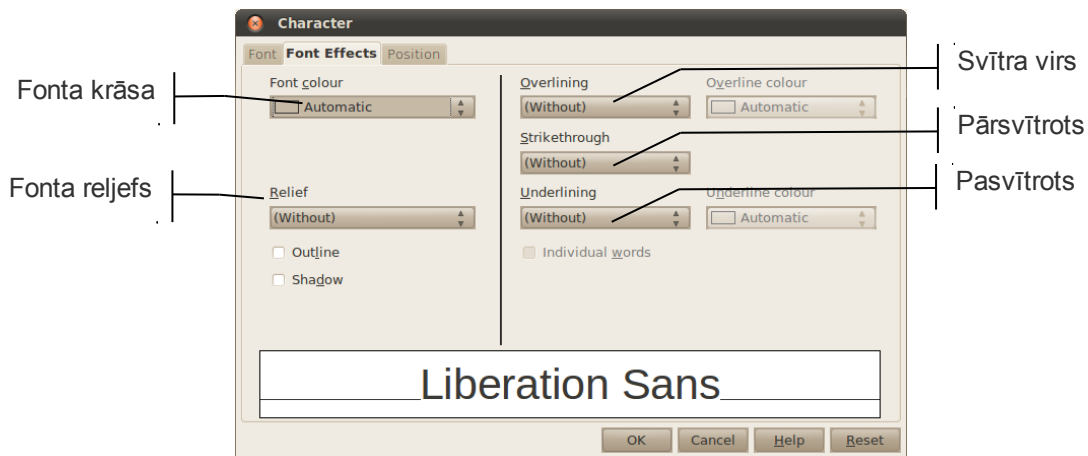 Character
Font Font Effects Position
Font colour
Automatic
Relief
(Without)
Outline
Shadow
Overlining
(Without)
Overline colour
Automatic
Strikethrough
(Without)
Underlining
(Without)
Underline colour
Automatic
Individual words
Liberation Sans
OK Cancel Help Reset
Fonta krāsa
Fonta reljefs
Svītra virs
Pārsvītrots
Pasvītrots